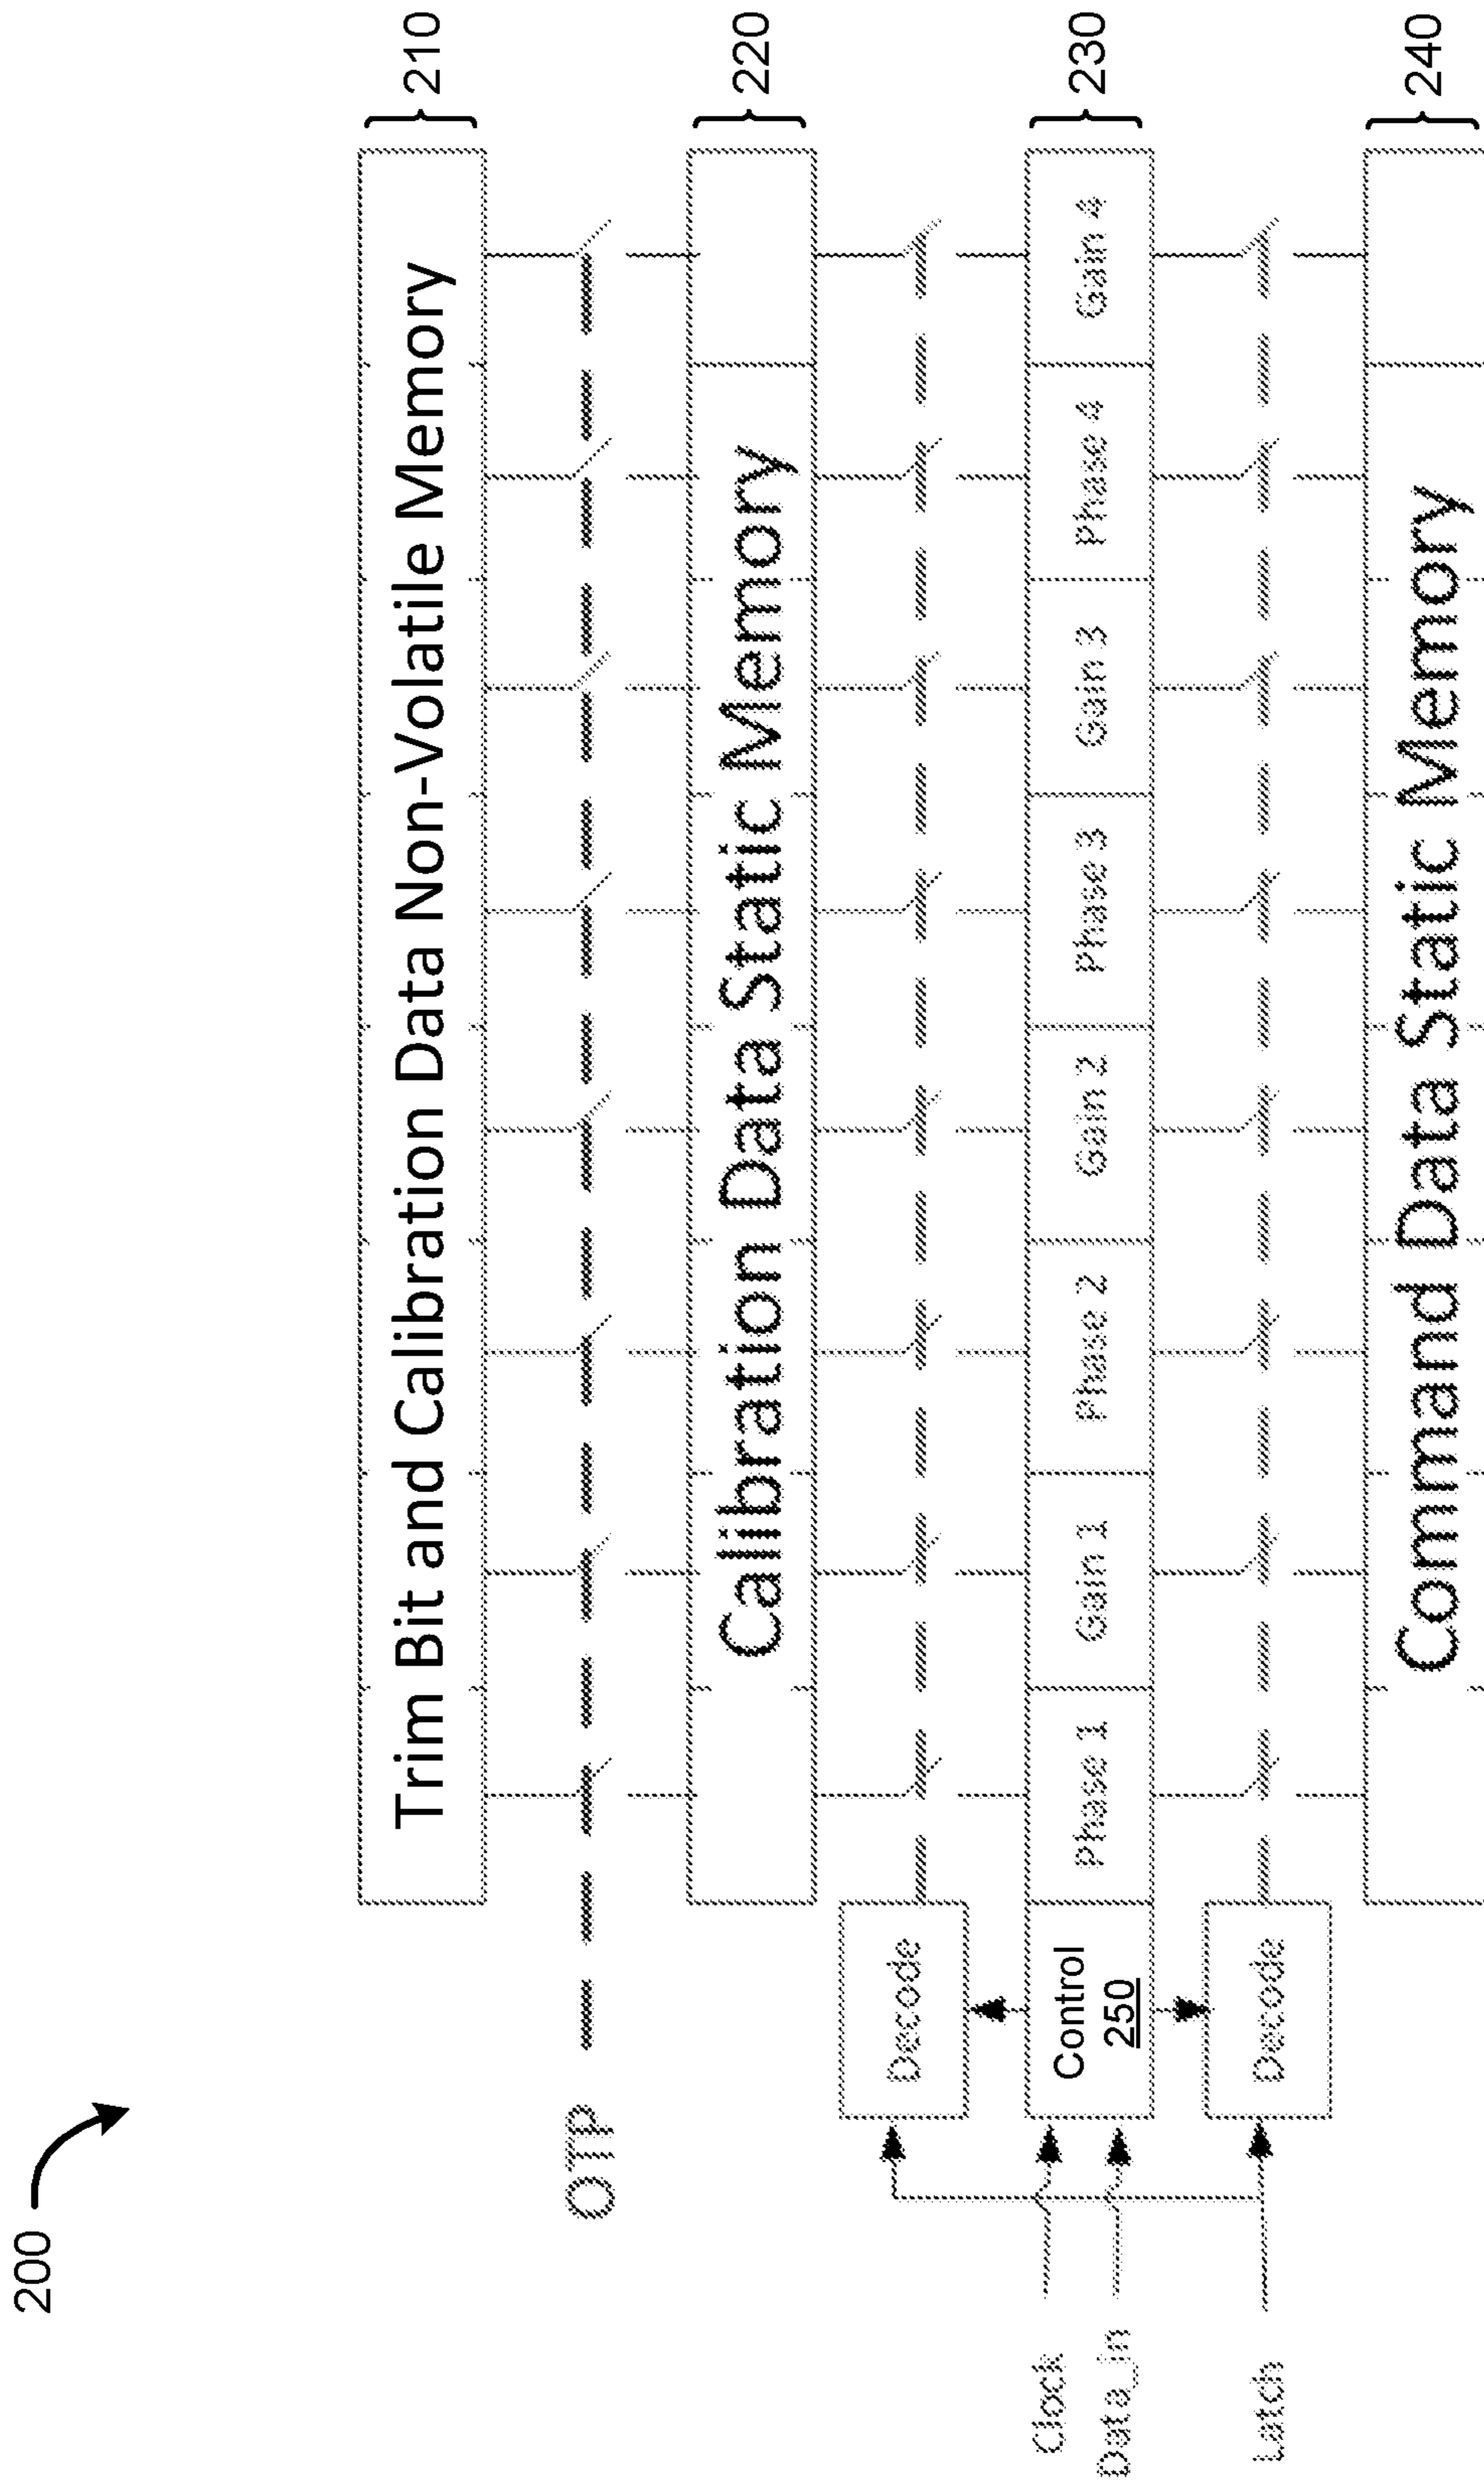 200
Trim Bit and Calibration Data Non-Volatile Memory
210
OTP
Calibration Data Static Memory
220
Decode
Clock
Data_in
Control
250
Phase 1
Gain 1
Phase 2
Gain 2
Phase 3
Gain 3
Phase 4
Gain 4
230
Latch
Decode
Command Data Static Memory
240